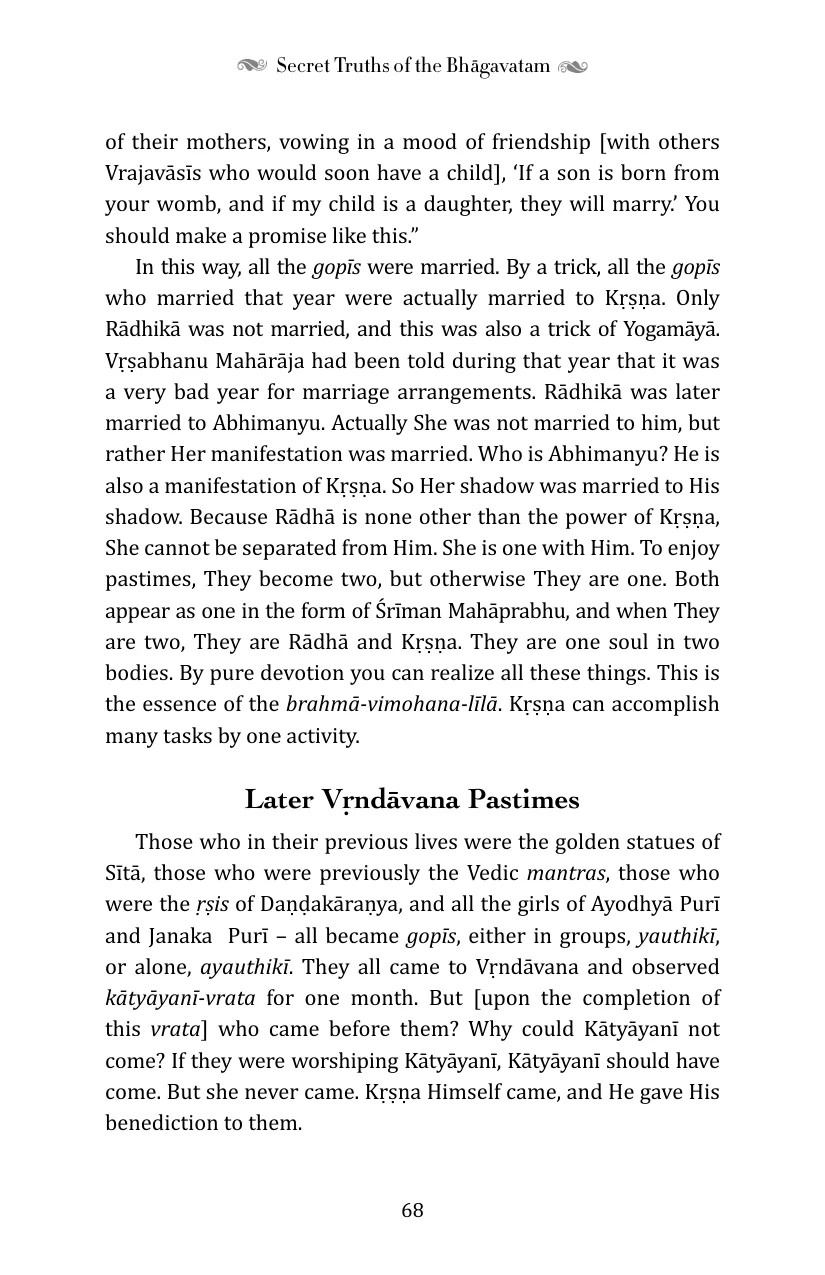 Secret Truths of the Bhāgavatam
of their mothers, vowing in a mood of friendship [with others
Vrajavāsīs who would soon have a child], ‘If a son is born from
your womb, and if my child is a daughter, they will marry.’ You
should make a promise like this.”
In this way, all the gopīs were married. By a trick, all the gopīs
who married that year were actually married to Kṛṣṇa. Only
Rādhikā was not married, and this was also a trick of Yogamāyā.
Vṛṣabhanu Mahārāja had been told during that year that it was
a very bad year for marriage arrangements. Rādhikā was later
married to Abhimanyu. Actually She was not married to him, but
rather Her manifestation was married. Who is Abhimanyu? He is
also a manifestation of Kṛṣṇa. So Her shadow was married to His
shadow. Because Rādhā is none other than the power of Kṛṣṇa,
She cannot be separated from Him. She is one with Him. To enjoy
pastimes, They become two, but otherwise They are one. Both
appear as one in the form of Śrīman Mahāprabhu, and when They
are two, They are Rādhā and Kṛṣṇa. They are one soul in two
bodies. By pure devotion you can realize all these things. This is
the essence of the brahmā-vimohana-līlā. Kṛṣṇa can accomplish
many tasks by one activity.
Later Vṛndāvana Pastimes
Those who in their previous lives were the golden statues of
Sītā, those who were previously the Vedic mantras, those who
were the ṛṣis of Daṇḍakāraṇya, and all the girls of Ayodhyā Purī
and Janaka Purī – all became gopīs, either in groups, yauthikī,
or alone, ayauthikī. They all came to Vṛndāvana and observed
kātyāyanī-vrata for one month. But [upon the completion of
this vrata] who came before them? Why could Kātyāyanī not
come? If they were worshiping Kātyāyanī, Kātyāyanī should have
come. But she never came. Kṛṣṇa Himself came, and He gave His
benediction to them.
68